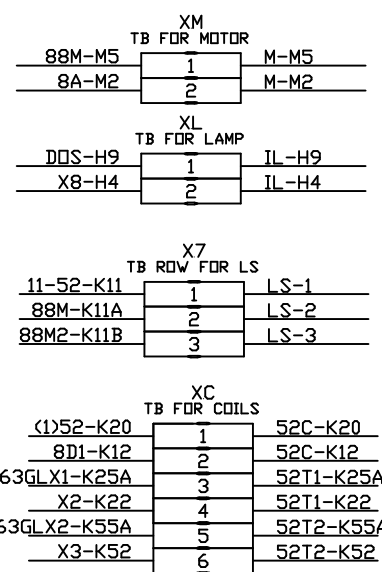 XM
TB FOR MOTOR
88M-M5 1 M-M5
8A-M2 2 M-M2
XL
TB FOR LAMP
DOS-H9 1 IL-H9
X8-H4 2 IL-H4
X7
TB ROW FOR LS
11-52-K11 1 LS-1
88M-K11A 2 LS-2
88M2-K11B 3 LS-3
XC
TB FOR COILS
(1)52-K20 1 52C-K20
8D1-K12 2 52C-K12
63GLX1-K25A 3 52T1-K25A
X2-K22 4 52T1-K22
63GLX2-K55A 5 52T2-K55A
X3-K52 6 52T2-K52